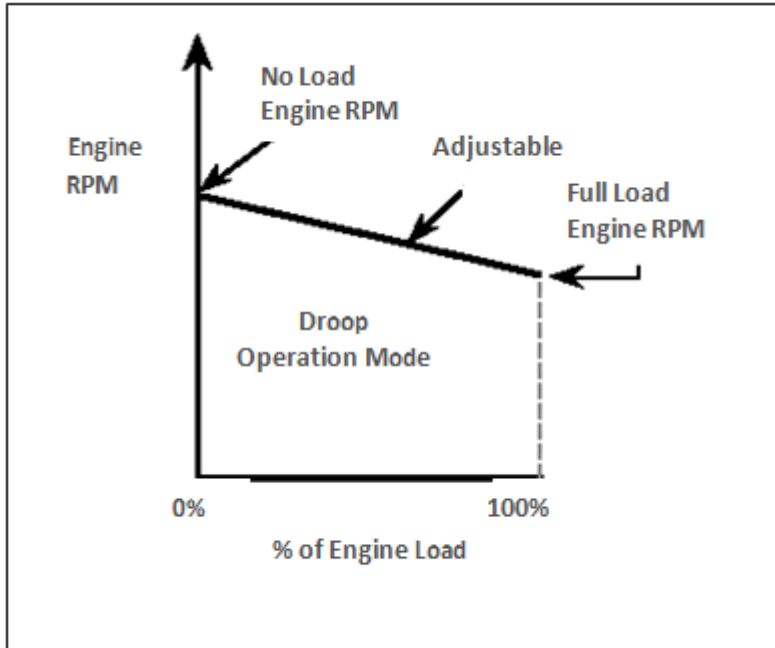 No Load
Engine RPM
Engine
RPM
Adjustable
Full Load
Engine RPM
Droop
Operation Mode
0%
100%
% of Engine Load